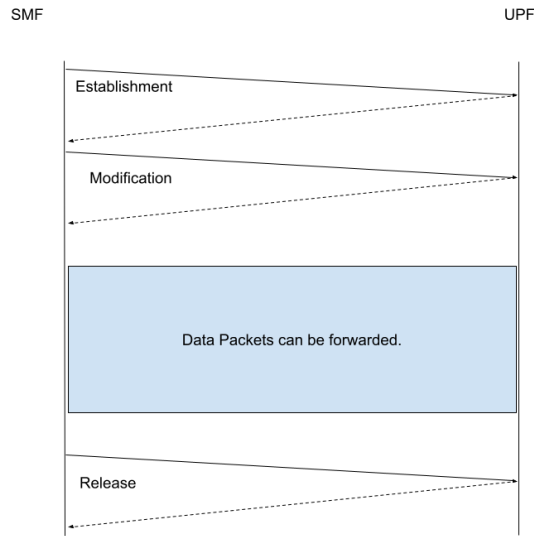 SMF
UPF
Establishment
Modification
Data Packets can be forwarded.
Release